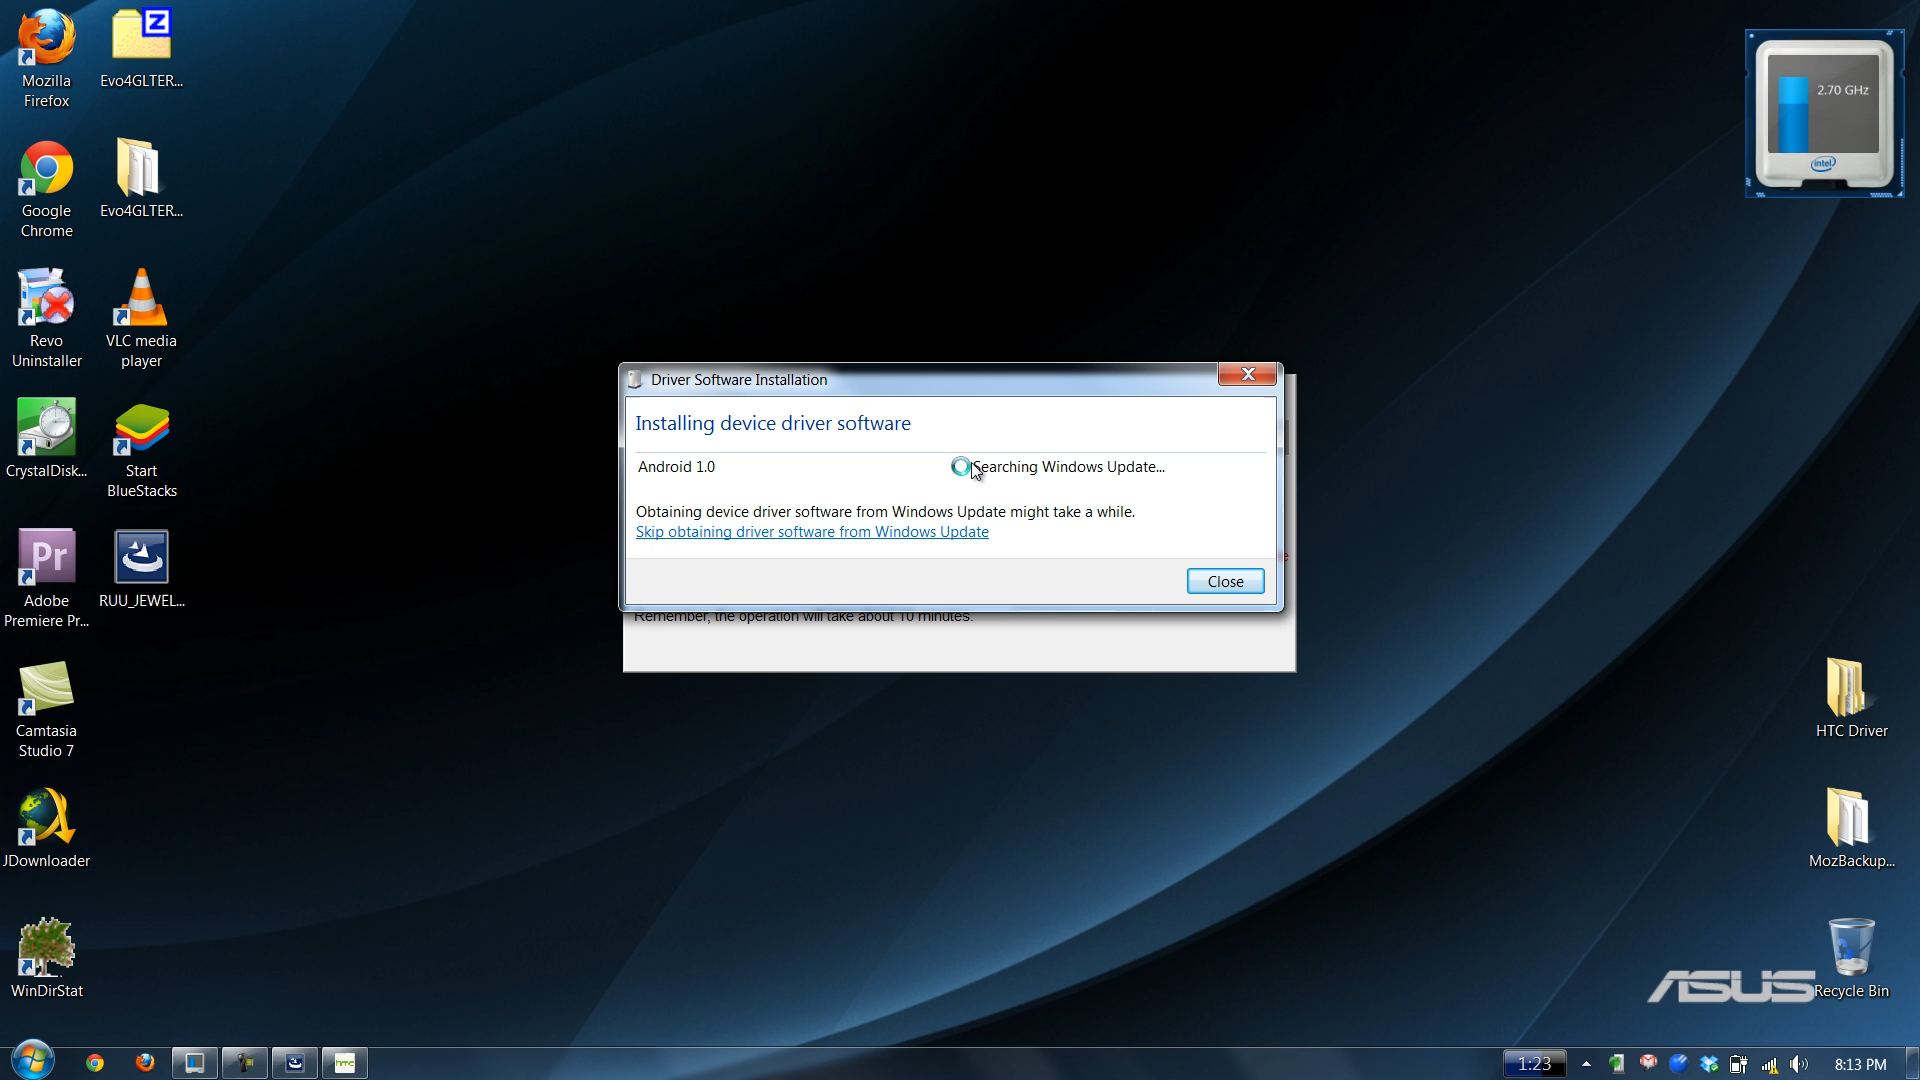 Mozilla
Firefox
Evo4GLTER...
Google
Chrome
Evo4GLTER...
Revo
Uninstaller
VLC media
player
CrystalDisk...
Start
BlueStacks
Pr
Adobe
Premiere Pr...
RUU_JEWEL...
Camtasia
Studio 7
JDownloader
WinDirStat
Z
2.70 GHz
intel
Driver Software Installation
X
Installing device driver software
Android 1.0
Searching Windows Update...
Obtaining device driver software from Windows Update might take a while.
Skip obtaining driver software from Windows Update
Close
Remember, the operation will take about 10 minutes.
HTC Driver
MozBackup...
ASUS
Recycle Bin
htc
1:23
8:13 PM